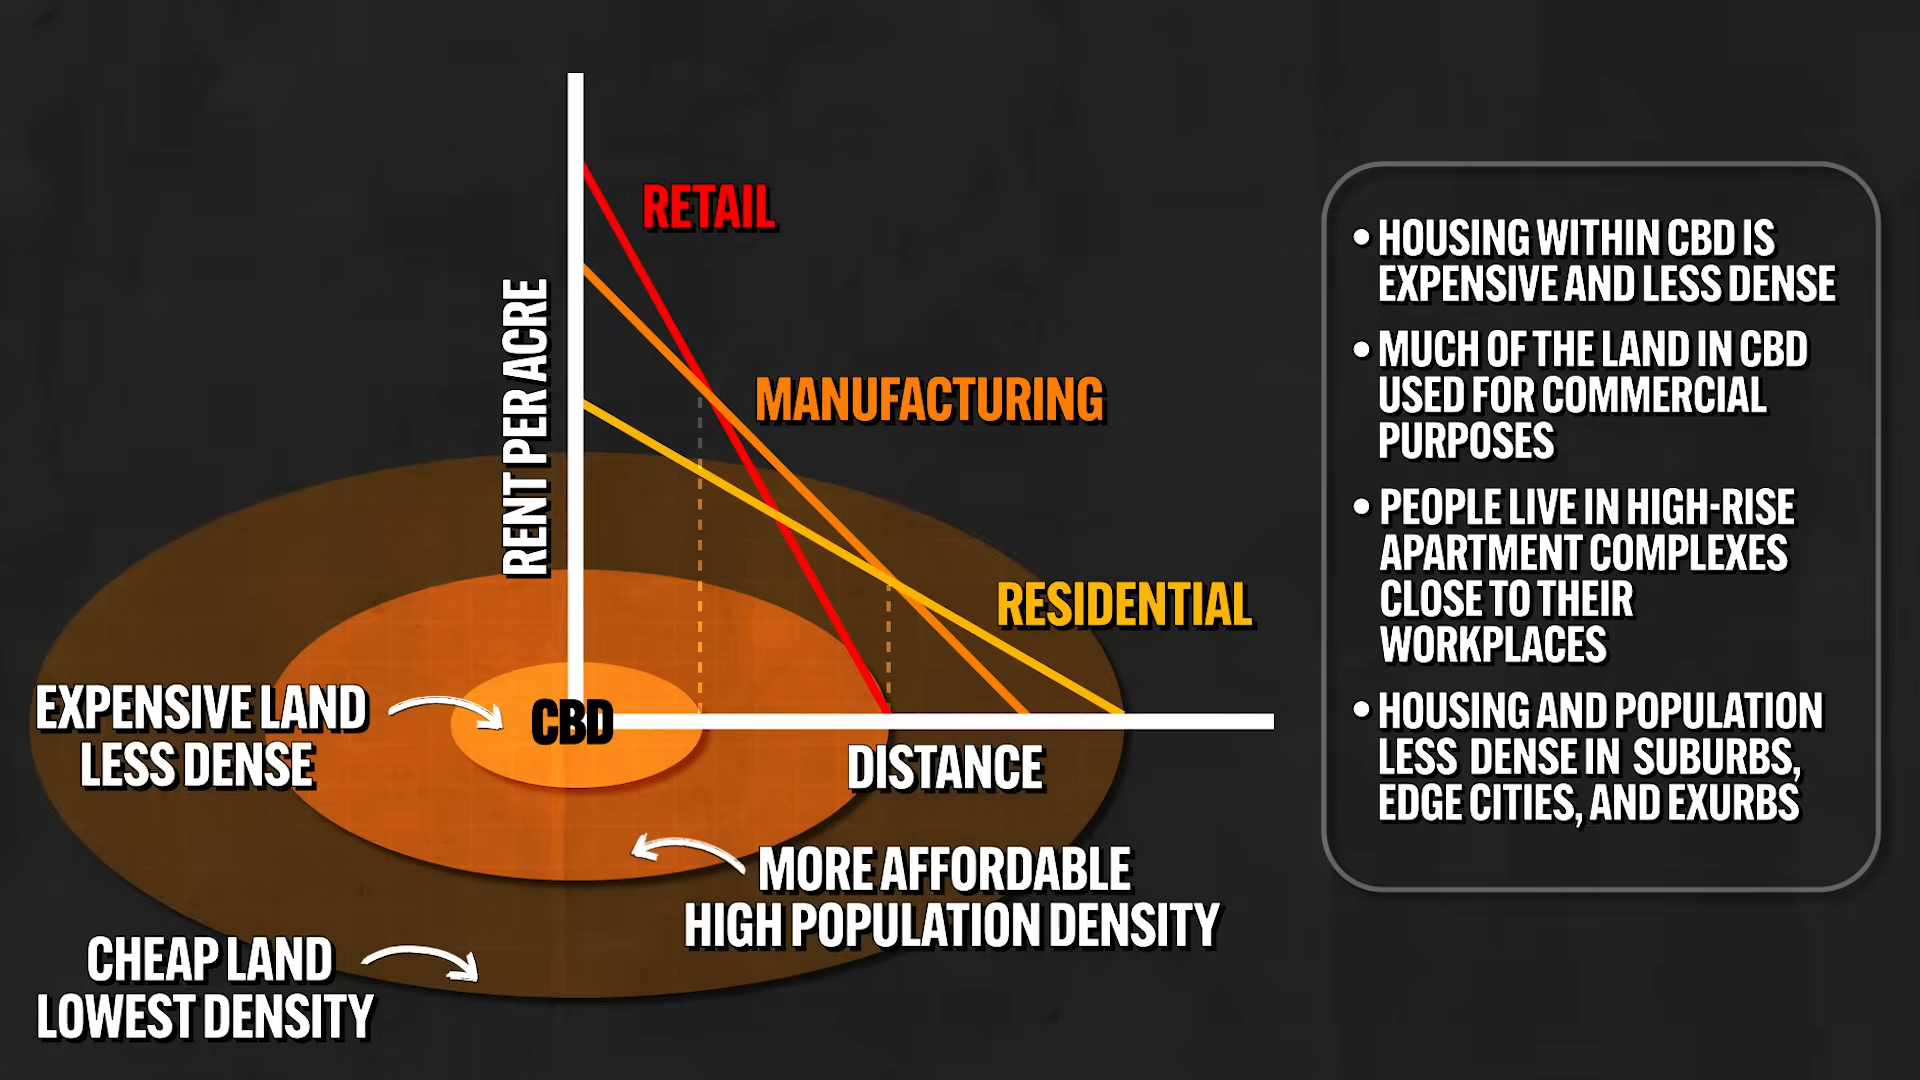 RETAIL
RENT PER ACRE
MANUFACTURING
RESIDENTIAL
EXPENSIVE LAND
LESS DENSE
CBD
DISTANCE
MORE AFFORDABLE
HIGH POPULATION DENSITY
CHEAP LAND
LOWEST DENSITY
• HOUSING WITHIN CBD IS
EXPENSIVE AND LESS DENSE
• MUCH OF THE LAND IN CBD
USED FOR COMMERCIAL
PURPOSES
• PEOPLE LIVE IN HIGH-RISE
APARTMENT COMPLEXES
CLOSE TO THEIR
WORKPLACES
• HOUSING AND POPULATION
LESS DENSE IN SUBURBS,
EDGE CITIES, AND EXURBS